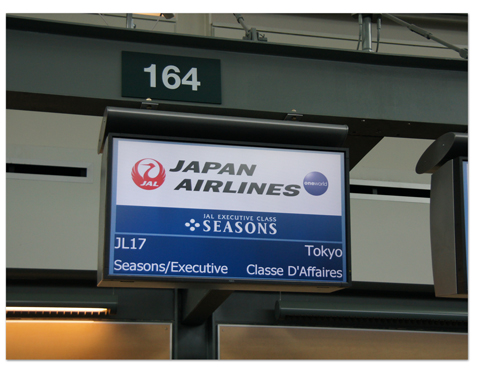 164
JAL
JAPAN
AIRLINES
oneworld
JAL EXECUTIVE CLASS
SEASONS
JL17 Tokyo
Seasons/Executive Classe D'Affaires